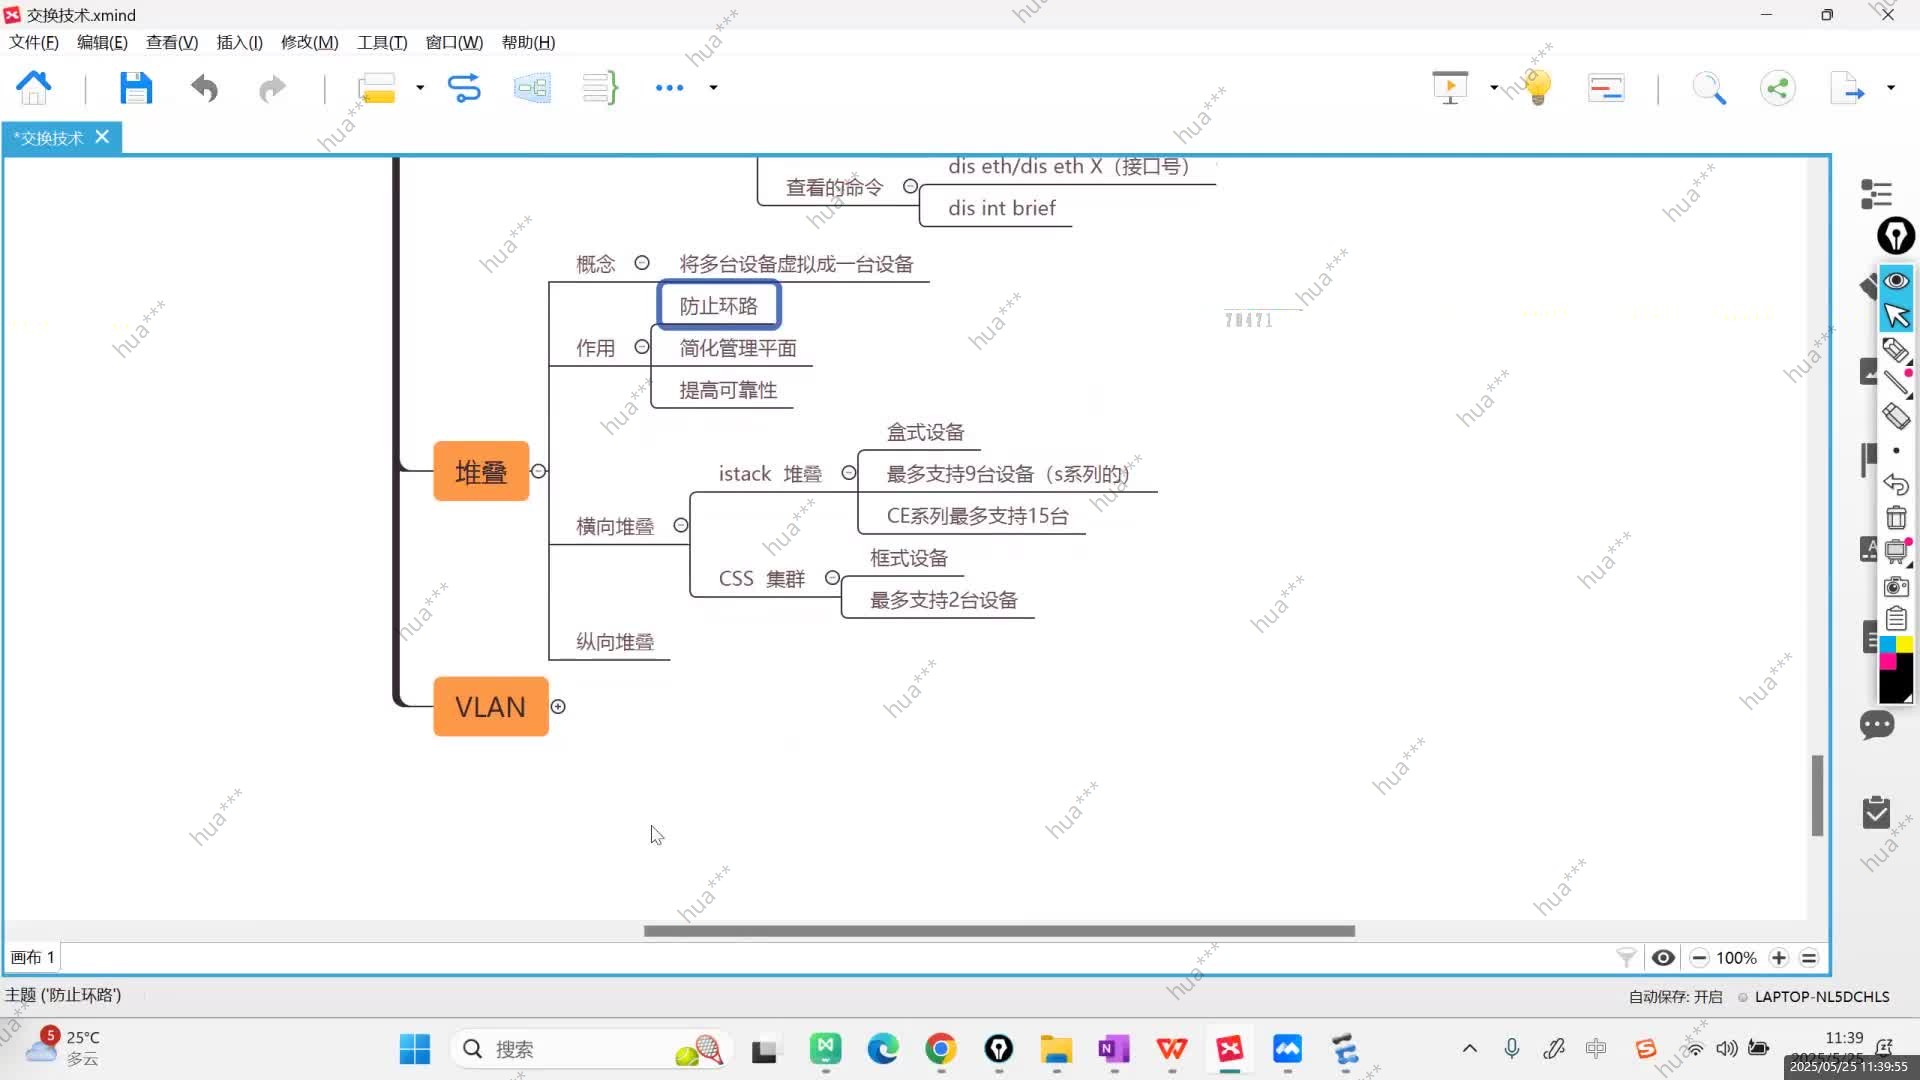 交换技术.xmind
文件(F) 编辑(E) 查看(V) 插入(I) 修改(M) 工具(T) 窗口(W) 帮助(H)
*交换技术
dis eth/dis eth X（接口号）
查看的命令
dis int brief
概念
将多台设备虚拟成一台设备
防止环路
作用
简化管理平面
提高可靠性
堆叠
盒式设备
istack 堆叠
最多支持9台设备（s系列的）
CE系列最多支持15台
横向堆叠
框式设备
CSS 集群
最多支持2台设备
纵向堆叠
VLAN
78471
画布 1
100%
主题 ('防止环路')
自动保存: 开启
LAPTOP-NL5DCHLS
5
25°C
多云
搜索
11:39
2025/5/25
2025/05/25 11:39:55
hua***